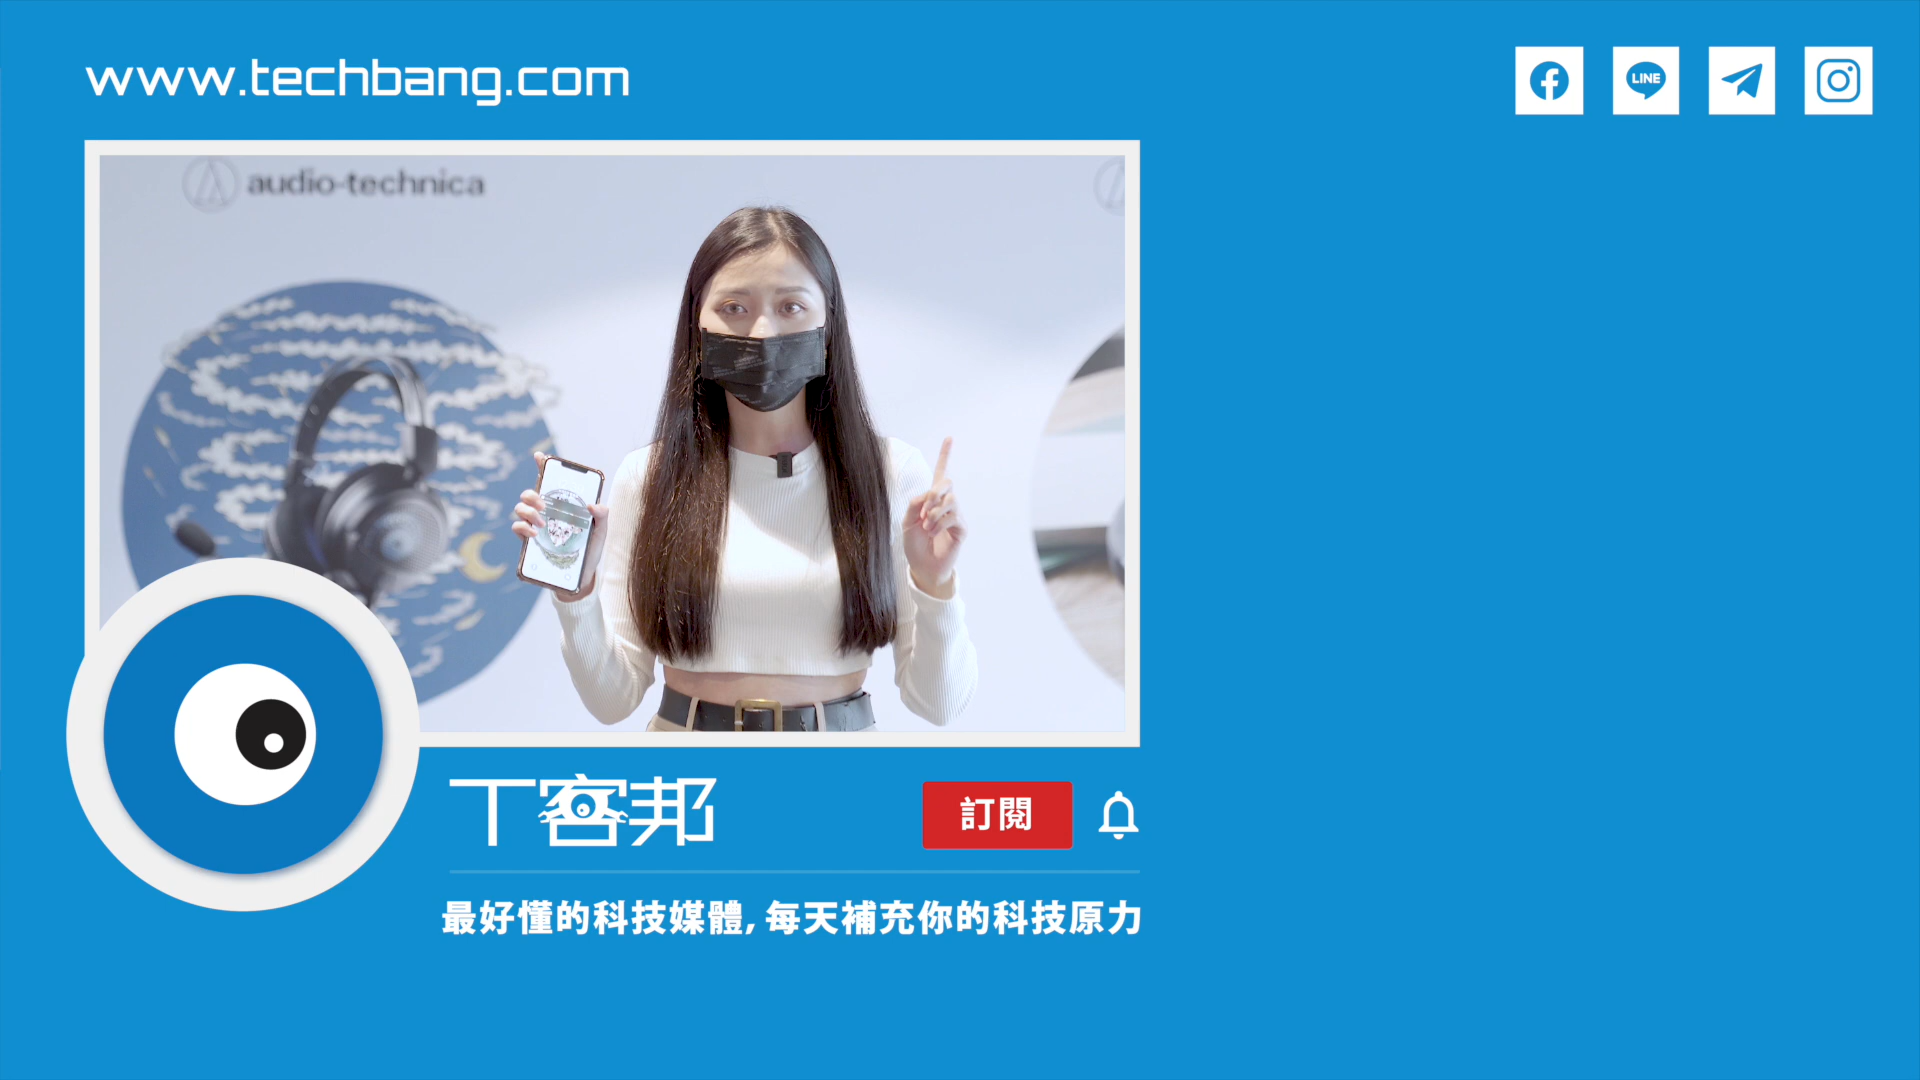 www.techbang.com
LINE
audio-technica
T客邦
訂閱
最好懂的科技媒體, 每天補充你的科技原力